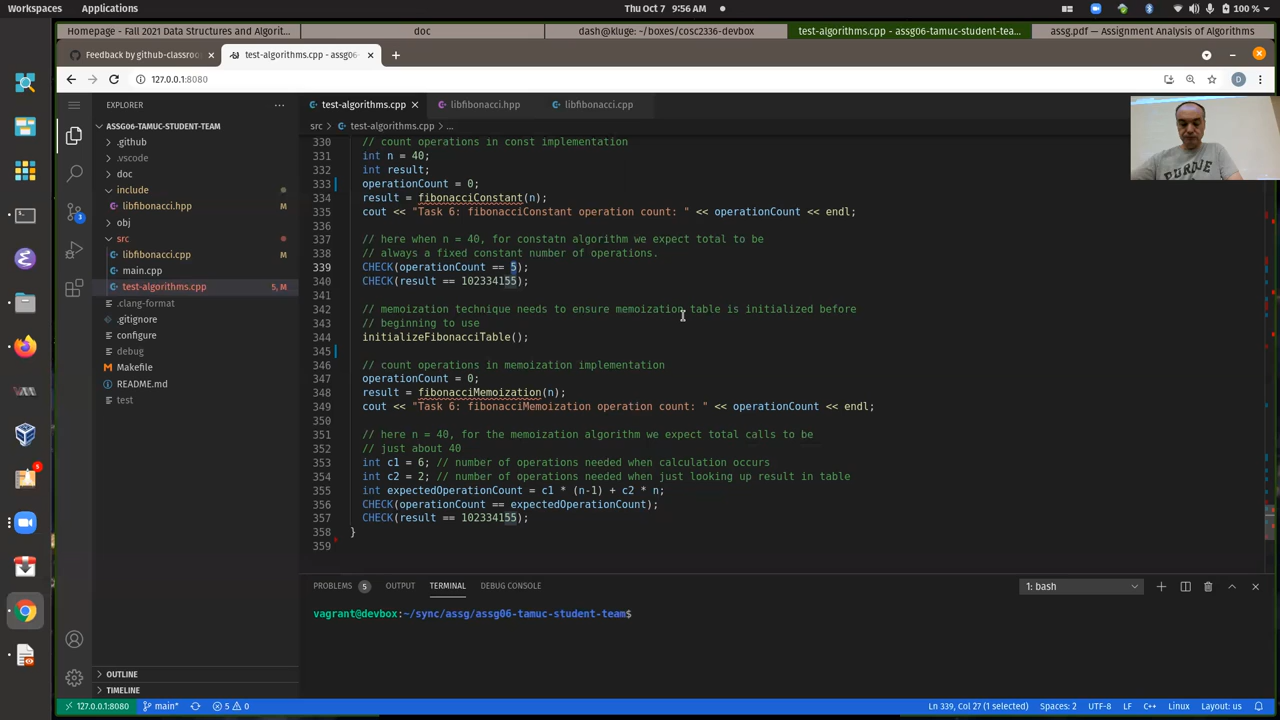 Workspaces Applications Thu Oct 7 9:56 AM 100 %
Homepage - Fall 2021 Data Structures and Algorit... doc dash@kluge: ~/boxes/cosc2336-devbox test-algorithms.cpp - assg06-tamuc-student-tea... assg.pdf — Assignment Analysis of Algorithms
Feedback by github-classroo test-algorithms.cpp - assg0
127.0.0.1:8080
EXPLORER
test-algorithms.cpp libfibonacci.hpp libfibonacci.cpp
ASSG06-TAMUC-STUDENT-TEAM
src > test-algorithms.cpp > ...
.github
.vscode
doc
include
libfibonacci.hpp M
obj
src
libfibonacci.cpp M
main.cpp
test-algorithms.cpp 5, M
.clang-format
.gitignore
configure
debug
Makefile
README.md
test
OUTLINE
TIMELINE
330 // count operations in const implementation
331 int n = 40;
332 int result;
333 operationCount = 0;
334 result = fibonacciConstant(n);
335 cout << "Task 6: fibonacciConstant operation count: " << operationCount << endl;
336
337 // here when n = 40, for constatn algorithm we expect total to be
338 // always a fixed constant number of operations.
339 CHECK(operationCount == 5);
340 CHECK(result == 102334155);
341
342 // memoization technique needs to ensure memoization table is initialized before
343 // beginning to use
344 initializeFibonacciTable();
345
346 // count operations in memoization implementation
347 operationCount = 0;
348 result = fibonacciMemoization(n);
349 cout << "Task 6: fibonacciMemoization operation count: " << operationCount << endl;
350
351 // here n = 40, for the memoization algorithm we expect total calls to be
352 // just about 40
353 int c1 = 6; // number of operations needed when calculation occurs
354 int c2 = 2; // number of operations needed when just looking up result in table
355 int expectedOperationCount = c1 * (n-1) + c2 * n;
356 CHECK(operationCount == expectedOperationCount);
357 CHECK(result == 102334155);
358 }
359
PROBLEMS 5 OUTPUT TERMINAL DEBUG CONSOLE 1: bash
vagrant@devbox:~/sync/assg/assg06-tamuc-student-team$
127.0.0.1:8080 main* 5 0 Ln 339, Col 27 (1 selected) Spaces: 2 UTF-8 LF C++ Linux Layout: us
PURDUE